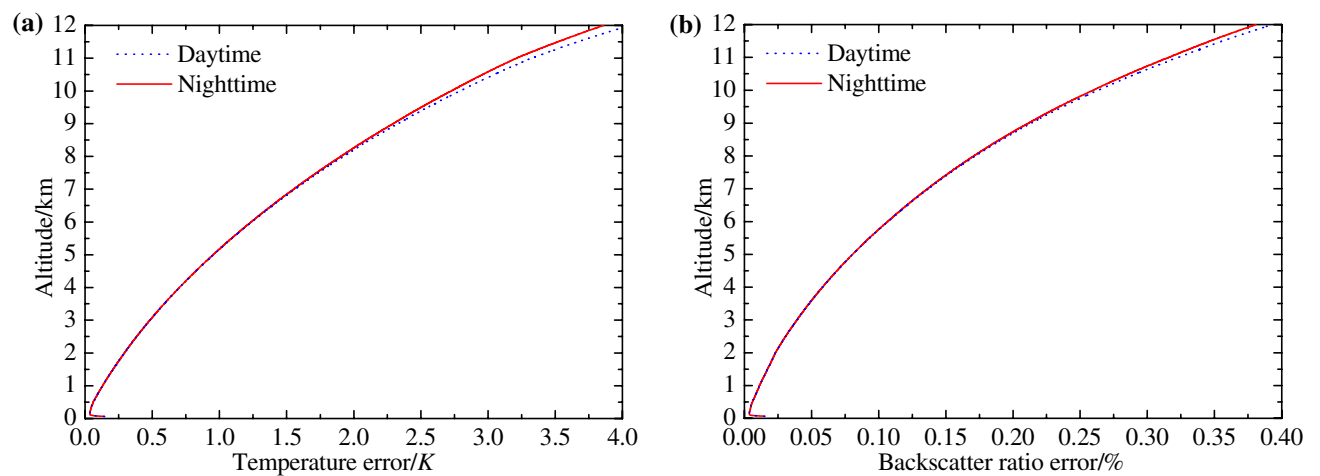 (a)
12
11
10
9
8
7
6
5
4
3
2
1
0
Altitude/km
Daytime
Nighttime
0.0 0.5 1.0 1.5 2.0 2.5 3.0 3.5 4.0
Temperature error/K
(b)
12
11
10
9
8
7
6
5
4
3
2
1
0
Altitude/km
Daytime
Nighttime
0.00 0.05 0.10 0.15 0.20 0.25 0.30 0.35 0.40
Backscatter ratio error/%